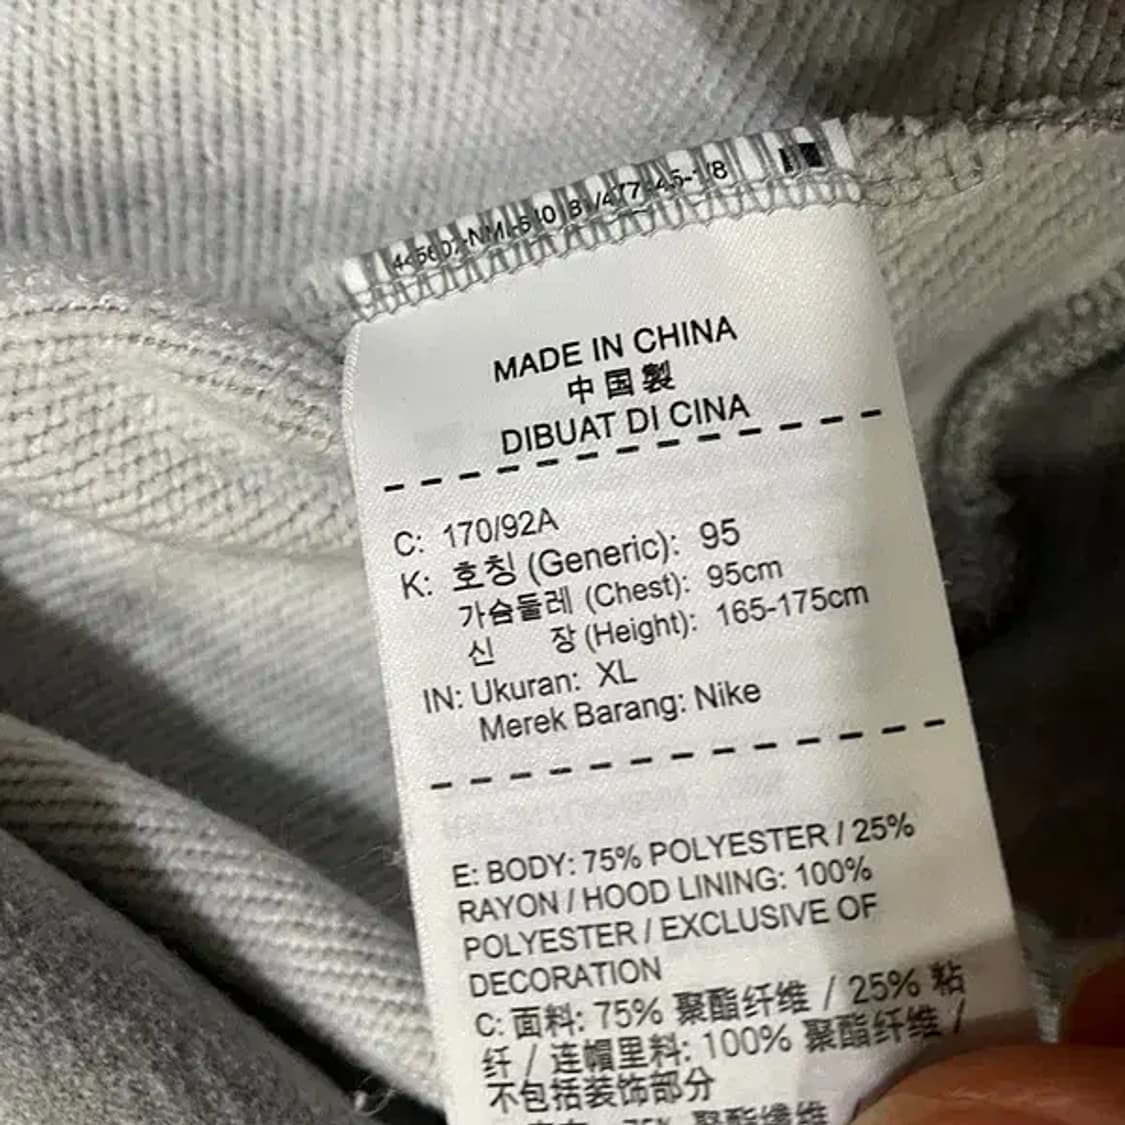 MADE IN CHINA
中国製
DIBUAT DI CINA
C: 170/92A
K: 호칭 (Generic): 95
가슴둘레 (Chest): 95cm
신 장 (Height): 165-175cm
IN: Ukuran: XL
Merek Barang: Nike
E: BODY: 75% POLYESTER / 25%
RAYON / HOOD LINING: 100%
POLYESTER / EXCLUSIVE OF
DECORATION
C: 面料: 75% 聚酯纤维 / 25% 粘
纤 / 连帽里料: 100% 聚酯纤维 /
不包括装饰部分